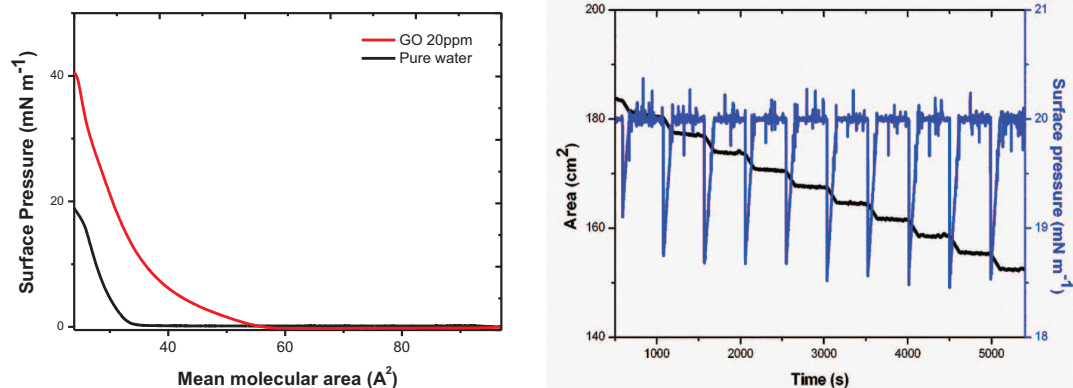 GO 20ppm
Pure water
Surface Pressure (mN m⁻¹)
40
20
0
40
60
80
Mean molecular area (A²)
200
180
160
140
Area (cm²)
21
20
19
18
Surface pressure (mN m⁻¹)
1000
2000
3000
4000
5000
Time (s)